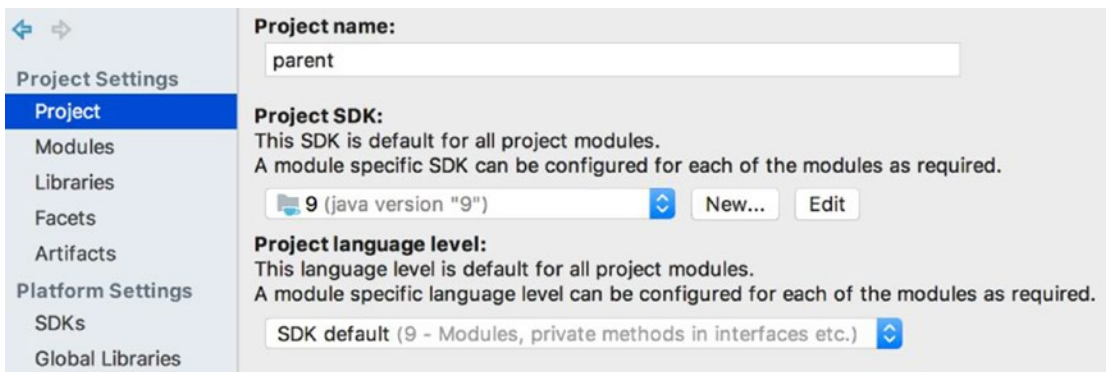 Project Settings
Project
Modules
Libraries
Facets
Artifacts
Platform Settings
SDKs
Global Libraries
Project name:
parent
Project SDK:
This SDK is default for all project modules.
A module specific SDK can be configured for each of the modules as required.
9 (java version "9") New... Edit
Project language level:
This language level is default for all project modules.
A module specific language level can be configured for each of the modules as required.
SDK default (9 - Modules, private methods in interfaces etc.)